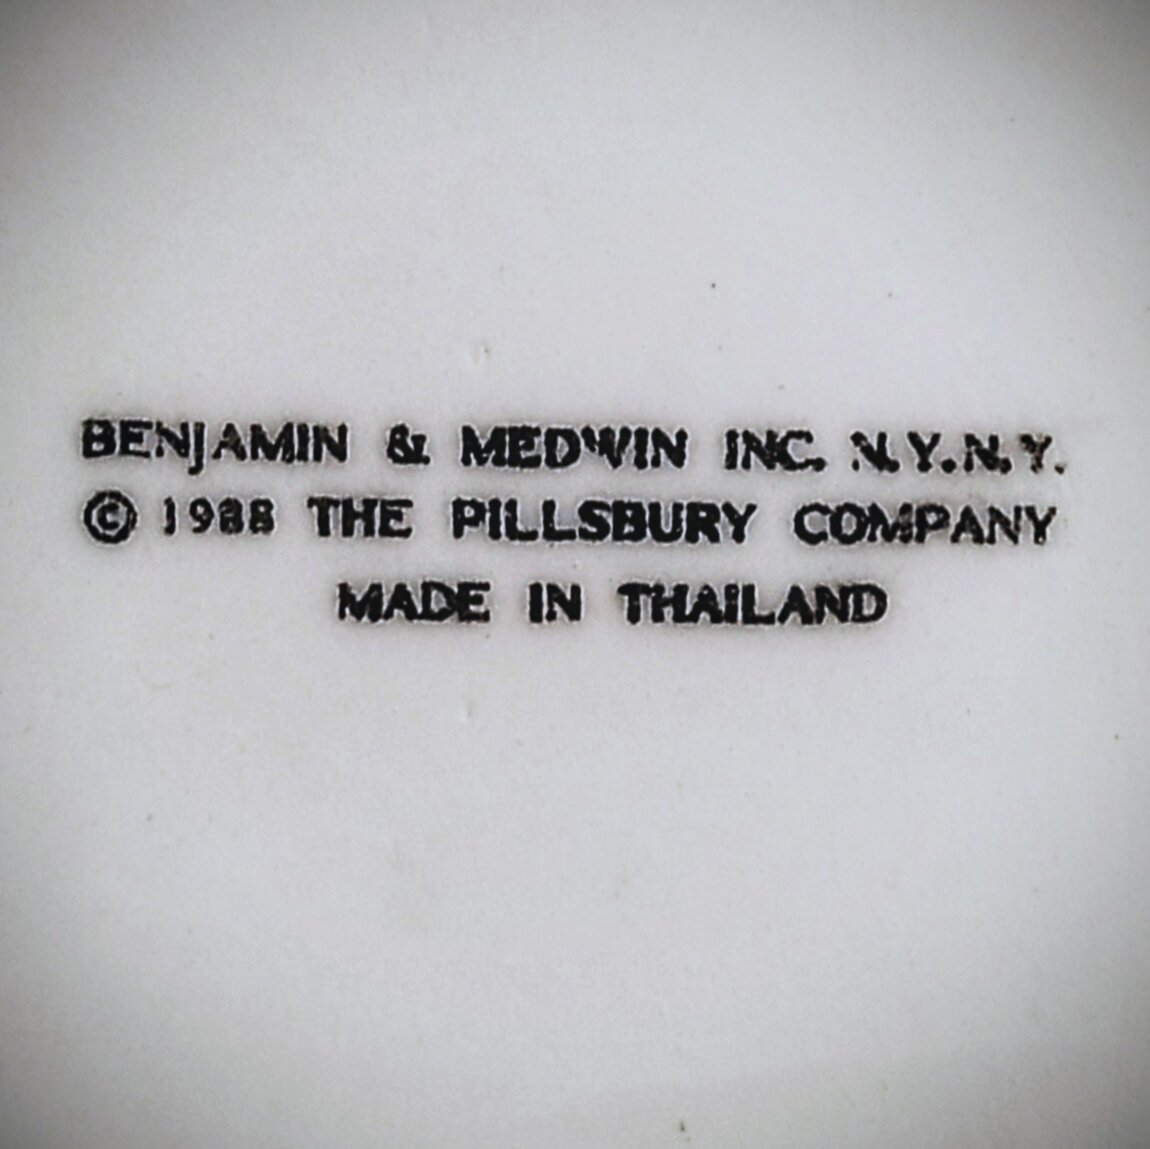 BENJAMIN & MEDWIN INC. N.Y.N.Y.
© 1988 THE PILLSBURY COMPANY
MADE IN THAILAND